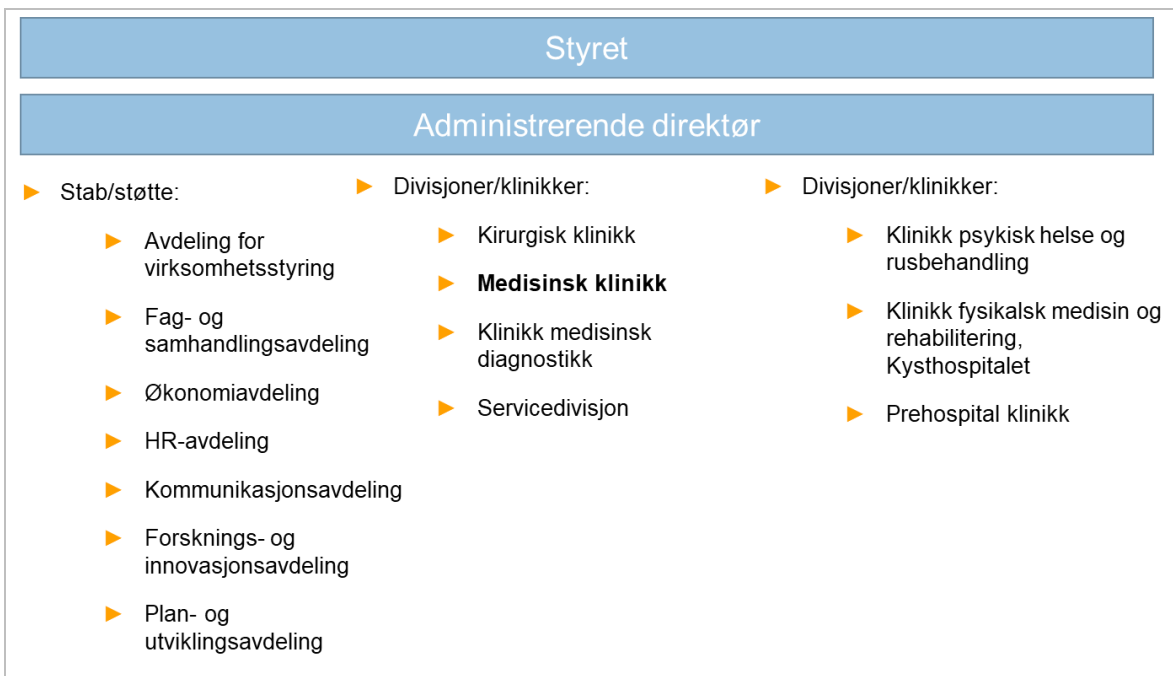 Styret
Administrerende direktør
Stab/støtte:
Avdeling for
virksomhetsstyring
Fag- og
samhandlingsavdeling
Økonomiavdeling
HR-avdeling
Kommunikasjonsavdeling
Forsknings- og
innovasjonsavdeling
Plan- og
utviklingsavdeling
Divisjoner/klinikker:
Kirurgisk klinikk
Medisinsk klinikk
Klinikk medisinsk
diagnostikk
Servicedivisjon
Divisjoner/klinikker:
Klinikk psykisk helse og
rusbehandling
Klinikk fysikalsk medisin og
rehabilitering,
Kysthospitalet
Prehospital klinikk